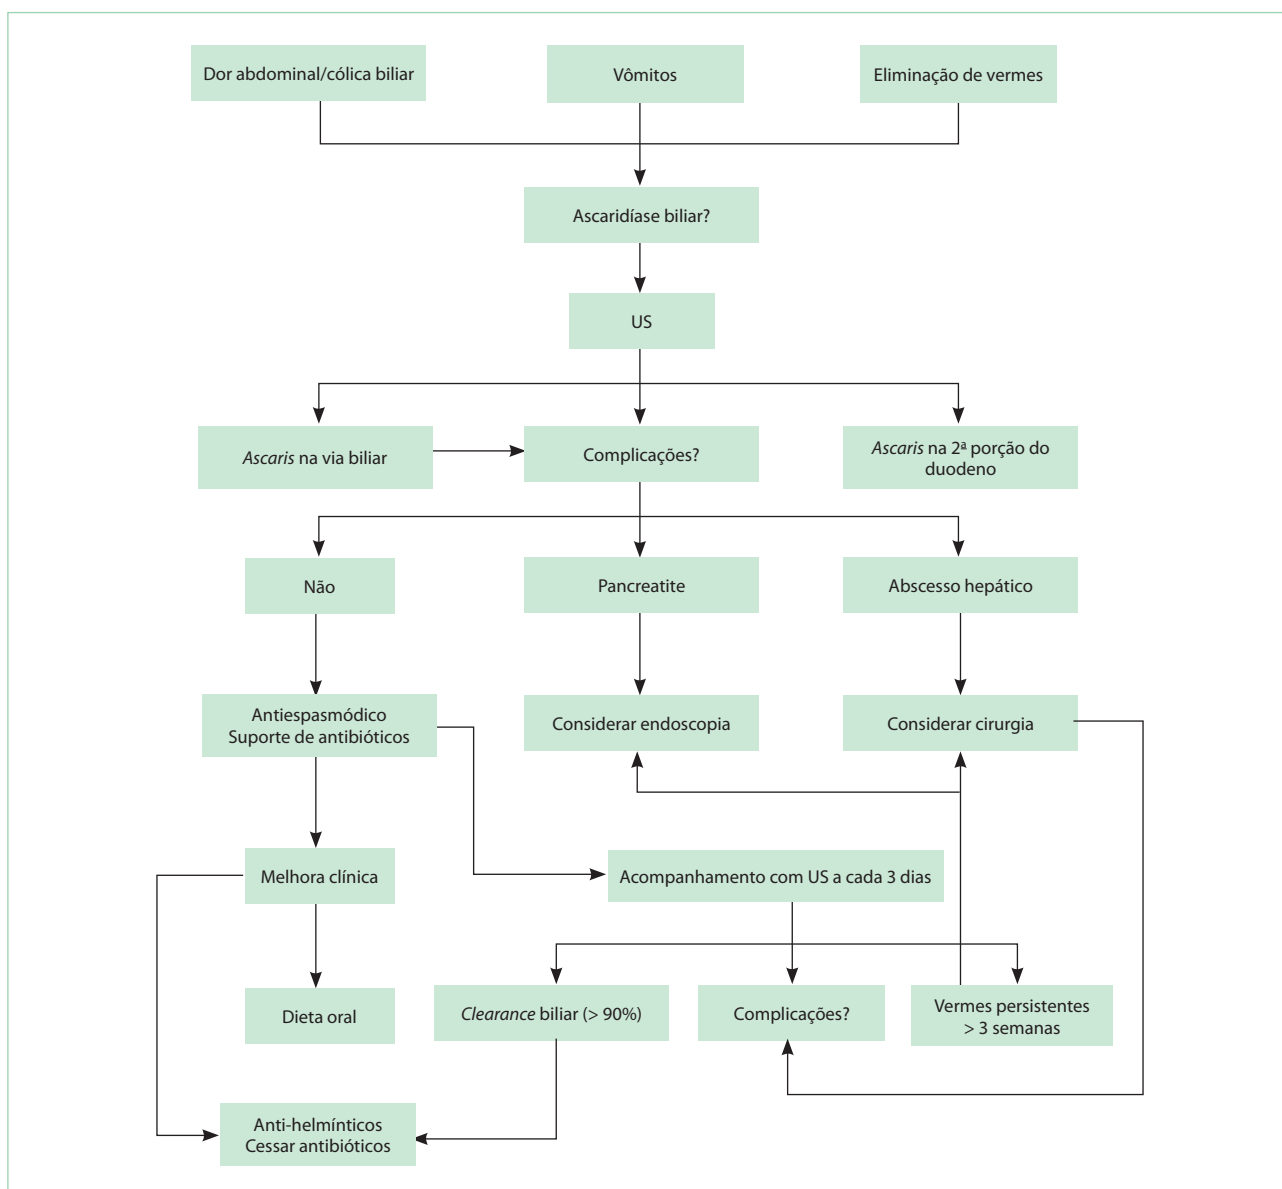 Dor abdominal/cólica biliar
Vômitos
Eliminação de vermes
Ascaridíase biliar?
US
Ascaris na via biliar
Complicações?
Ascaris na 2ª porção do
duodeno
Não
Pancreatite
Abscesso hepático
Antiespasmódico
Suporte de antibióticos
Considerar endoscopia
Considerar cirurgia
Melhora clínica
Acompanhamento com US a cada 3 dias
Dieta oral
Clearance biliar (> 90%)
Complicações?
Vermes persistentes
> 3 semanas
Anti-helmínticos
Cessar antibióticos